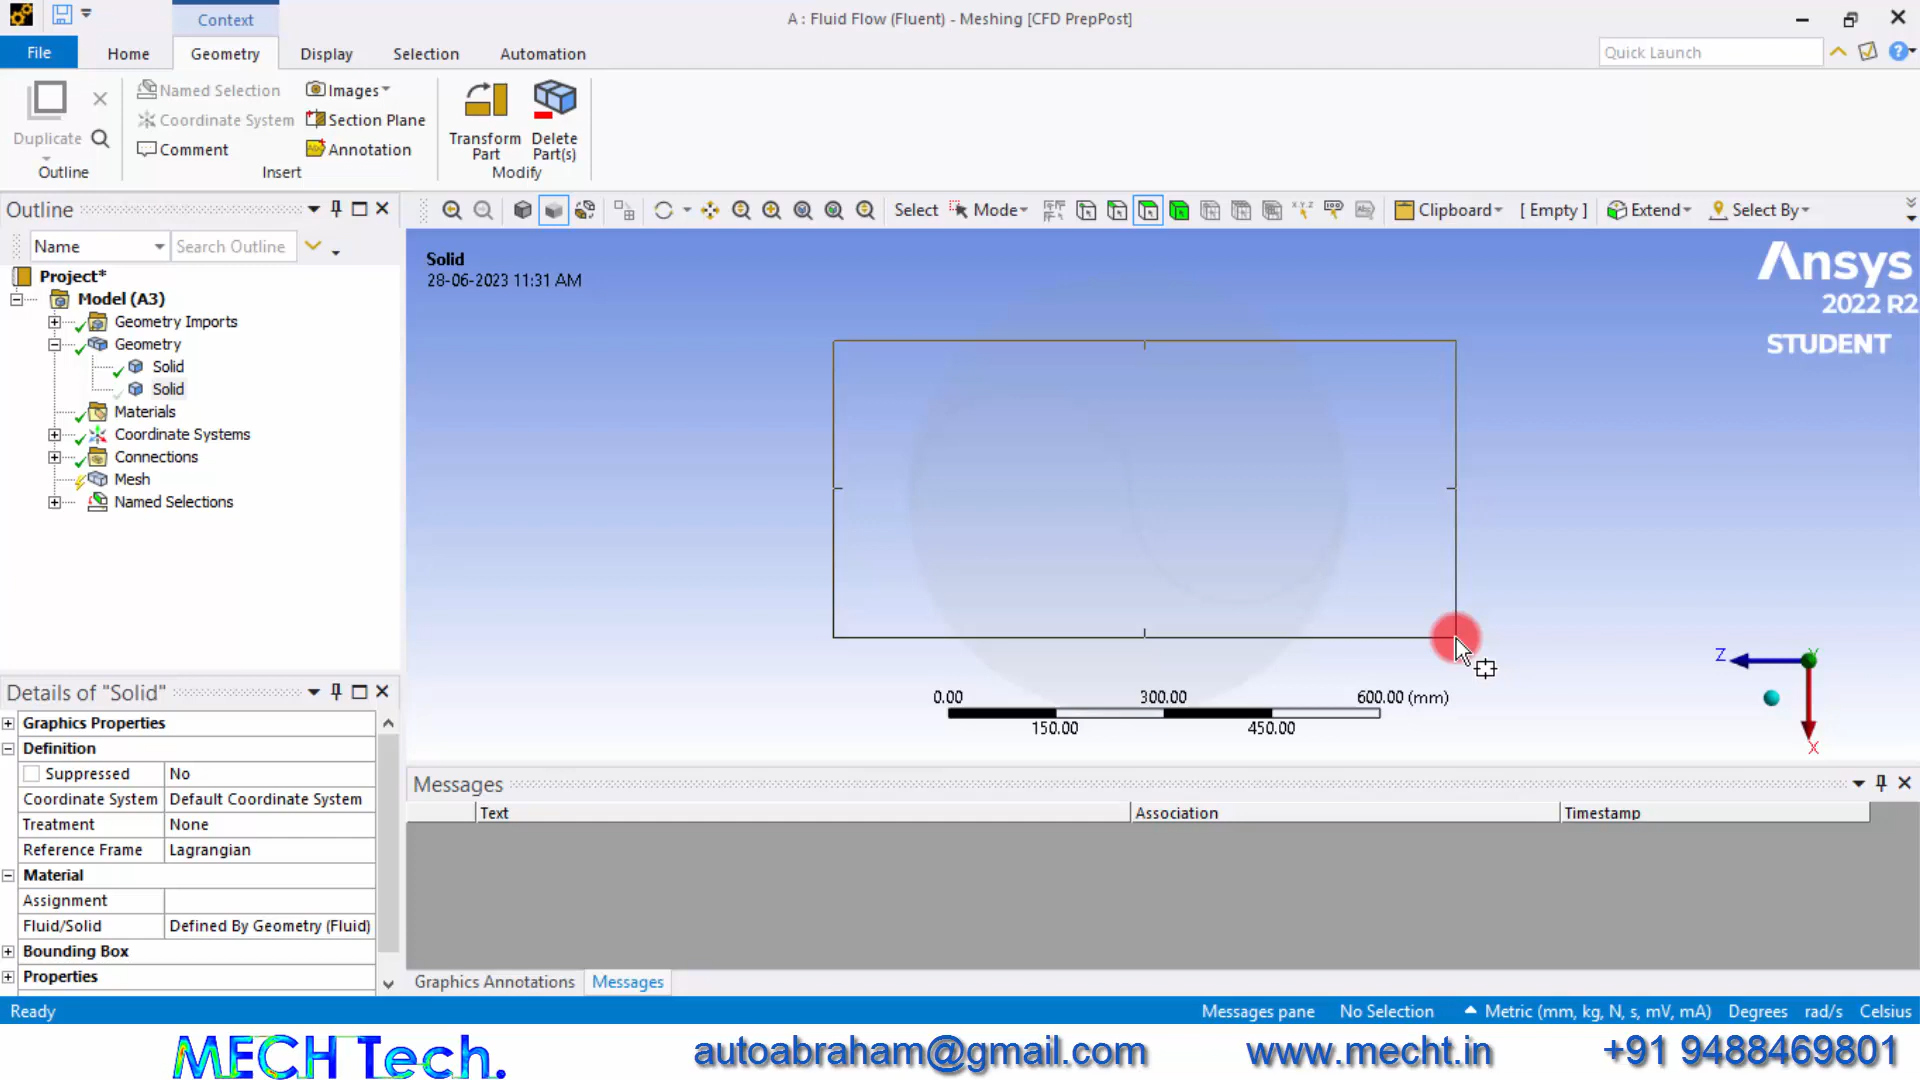 Context
A : Fluid Flow (Fluent) - Meshing [CFD PrepPost]
File
Home
Geometry
Display
Selection
Automation
Quick Launch
Duplicate
Outline
Named Selection
Coordinate System
Comment
Images
Section Plane
Annotation
Insert
Transform Part
Delete Part(s)
Modify
Outline
Name
Search Outline
Select
Mode
Clipboard
[ Empty ]
Extend
Select By
Project*
Model (A3)
Geometry Imports
Geometry
Solid
Solid
Materials
Coordinate Systems
Connections
Mesh
Named Selections
Solid
28-06-2023 11:31 AM
Ansys
2022 R2
STUDENT
0.00
300.00
600.00 (mm)
150.00
450.00
Z
Y
X
Details of "Solid"
Graphics Properties
Definition
Suppressed No
Coordinate System Default Coordinate System
Treatment None
Reference Frame Lagrangian
Material
Assignment
Fluid/Solid Defined By Geometry (Fluid)
Bounding Box
Properties
Messages
Text
Association
Timestamp
Graphics Annotations
Messages
Ready
Messages pane
No Selection
Metric (mm, kg, N, s, mV, mA)
Degrees
rad/s
Celsius
MECH Tech.
autoabraham@gmail.com
www.mecht.in
+91 9488469801